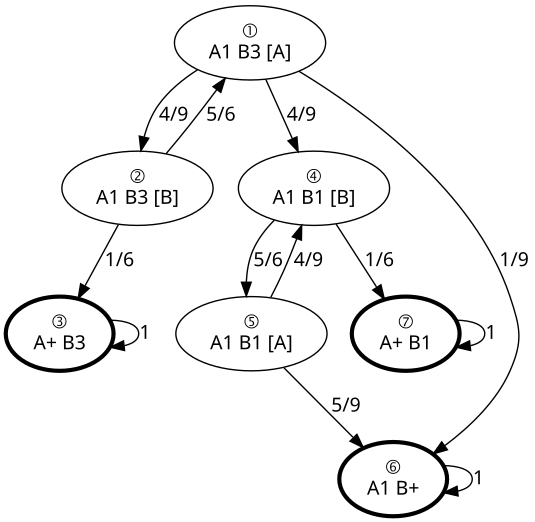 ①
A1 B3 [A]
4/9
5/6
4/9
②
A1 B3 [B]
④
A1 B1 [B]
1/6
5/6
4/9
1/6
1/9
③
A+ B3
1
⑤
A1 B1 [A]
⑦
A+ B1
1
5/9
⑥
A1 B+
1